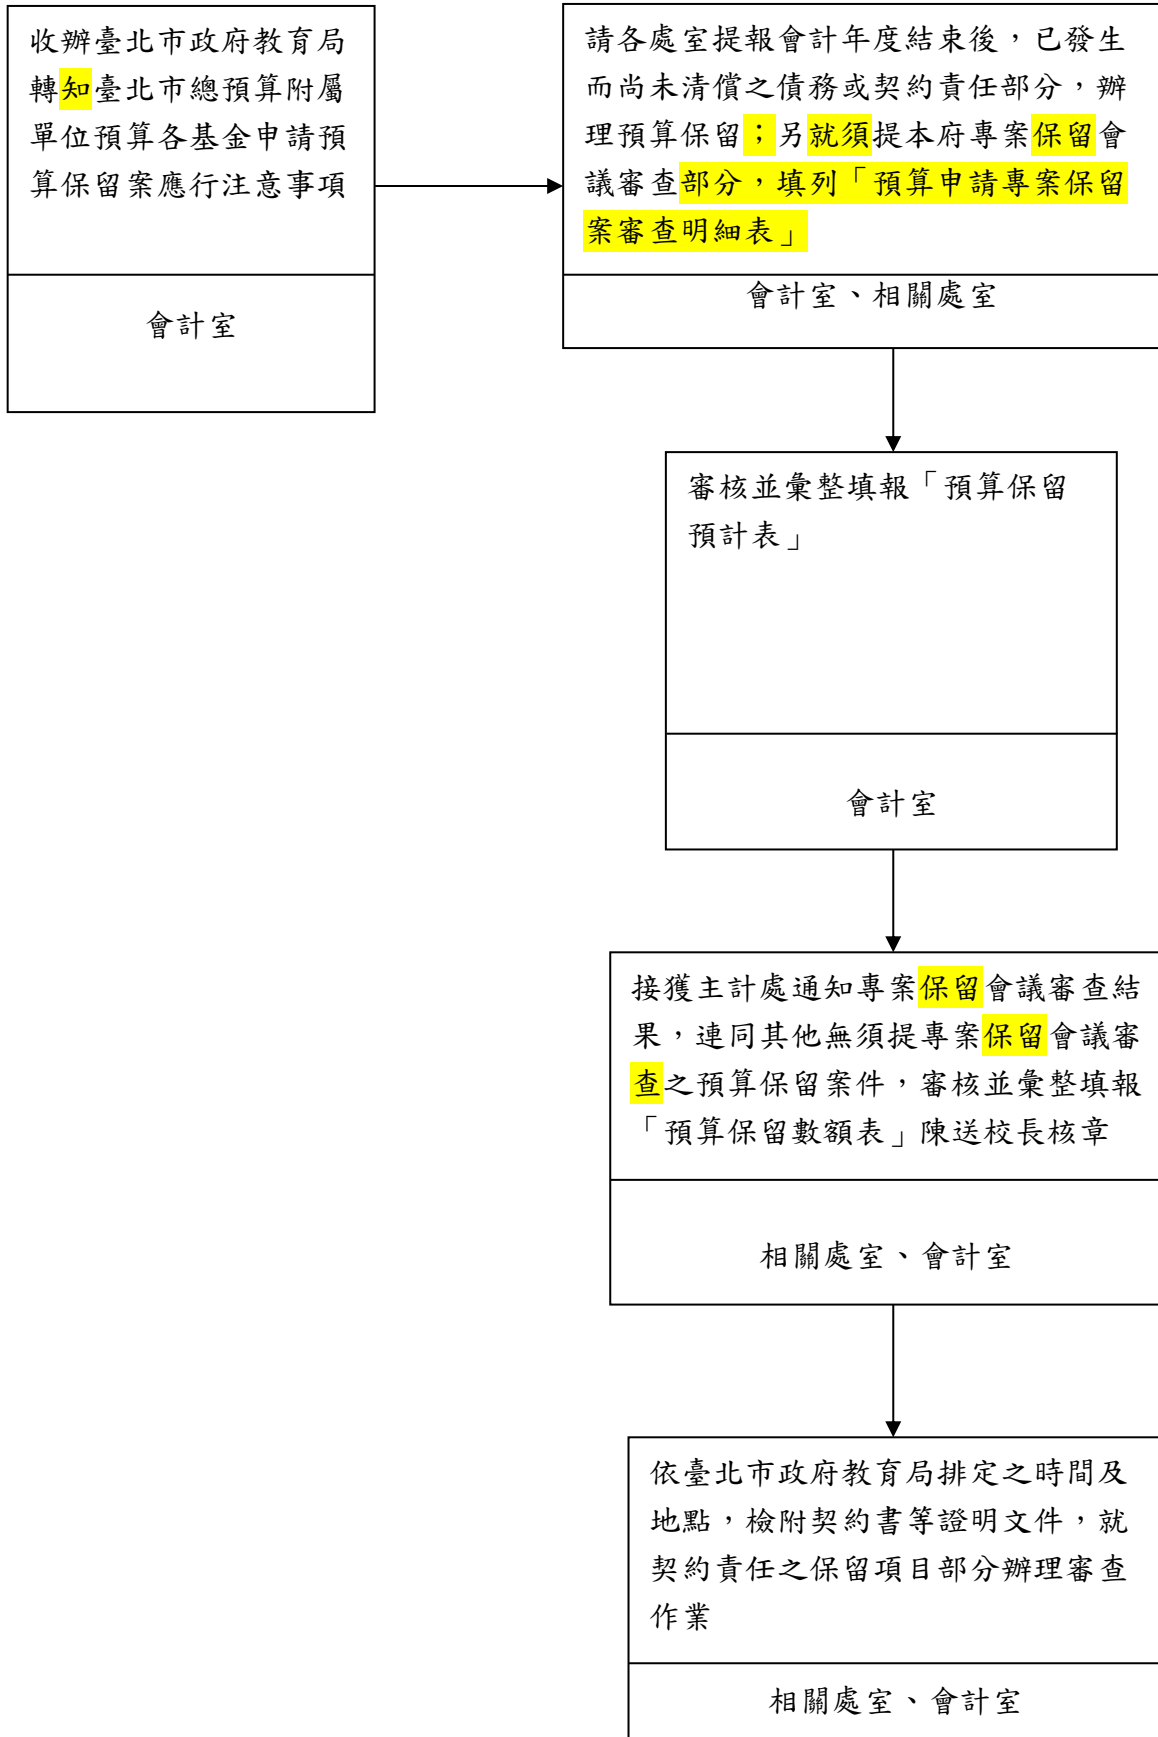 收辦臺北市政府教育局
轉知臺北市總預算附屬
單位預算各基金申請預
算保留案應行注意事項
會計室
請各處室提報會計年度結束後，已發生
而尚未清償之債務或契約責任部分，辦
理預算保留；另就須提本府專案保留會
議審查部分，填列「預算申請專案保留
案審查明細表」
會計室、相關處室
審核並彙整填報「預算保留
預計表」
會計室
接獲主計處通知專案保留會議審查結
果，連同其他無須提專案保留會議審
查之預算保留案件，審核並彙整填報
「預算保留數額表」陳送校長核章
相關處室、會計室
依臺北市政府教育局排定之時間及
地點，檢附契約書等證明文件，就
契約責任之保留項目部分辦理審查
作業
相關處室、會計室